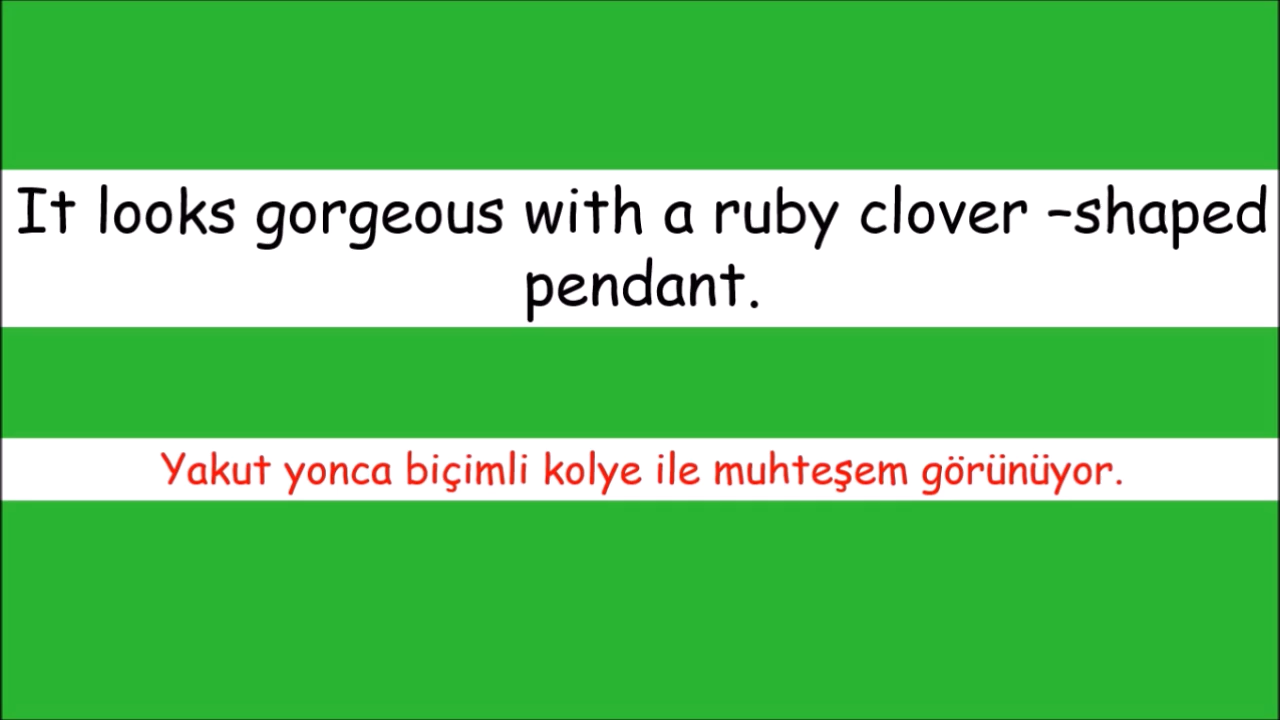 It looks gorgeous with a ruby clover –shaped
pendant.
Yakut yonca biçimli kolye ile muhteşem görünüyor.